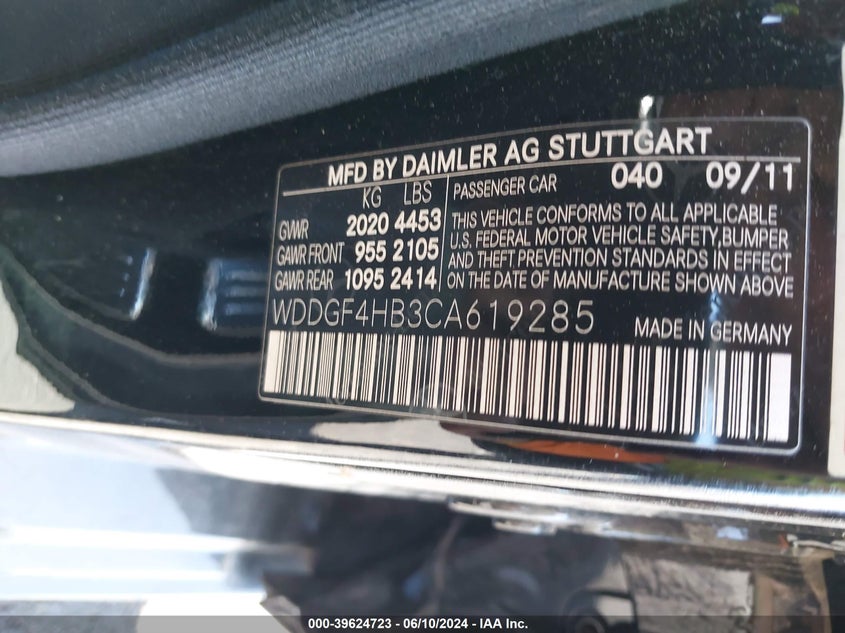 MFD BY DAIMLER AG STUTTGART
KG LBS
GVWR 2020 4453
GAWR FRONT 955 2105
GAWR REAR 1095 2414
PASSENGER CAR 040 09/11
THIS VEHICLE CONFORMS TO ALL APPLICABLE
U.S. FEDERAL MOTOR VEHICLE SAFETY, BUMPER
AND THEFT PREVENTION STANDARDS IN EFFECT
ON THE DATE OF MANUFACTURE SHOWN ABOVE
WDDGF4HB3CA619285 MADE IN GERMANY
000-39624723 - 06/10/2024 - IAA Inc.